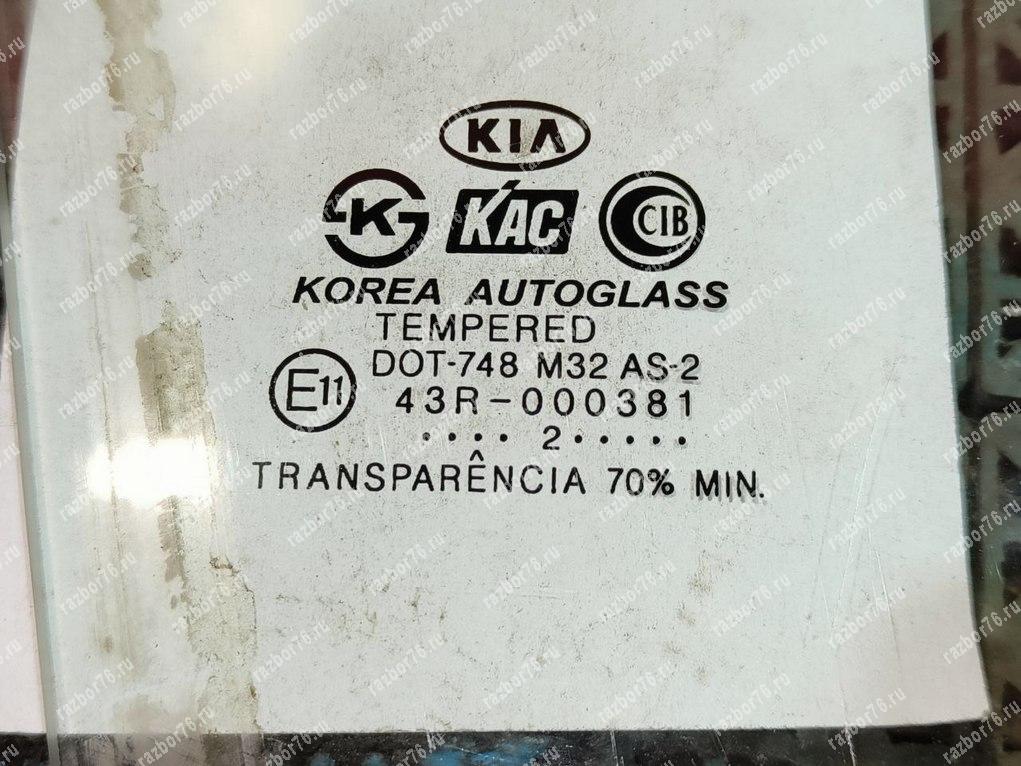 KIA
K KAC CIB
KOREA AUTOGLASS
TEMPERED
DOT-748 M32 AS-2
E11 43R-000381
.... 2.....
TRANSPARÊNCIA 70% MIN.
razbor76.ru